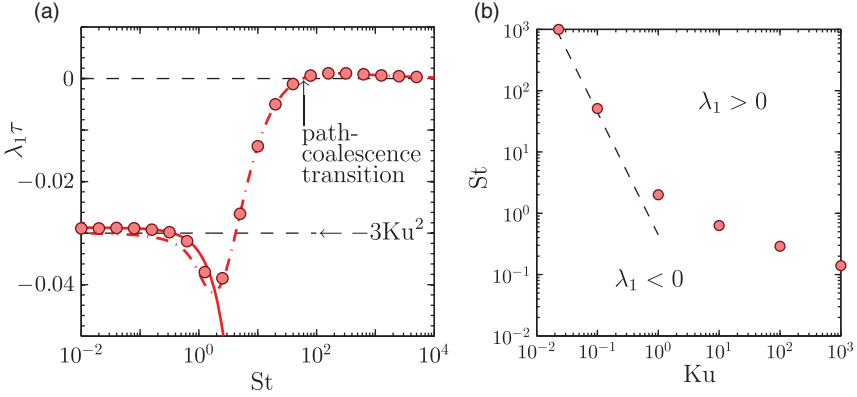 (a)
0
−0.02
−0.04
λ₁τ
path-
coalescence
transition
← −3Ku²
10⁻² 10⁰ 10² 10⁴
St
(b)
10³
10²
10¹
10⁰
10⁻¹
10⁻²
St
λ₁ > 0
λ₁ < 0
10⁻² 10⁻¹ 10⁰ 10¹ 10² 10³
Ku